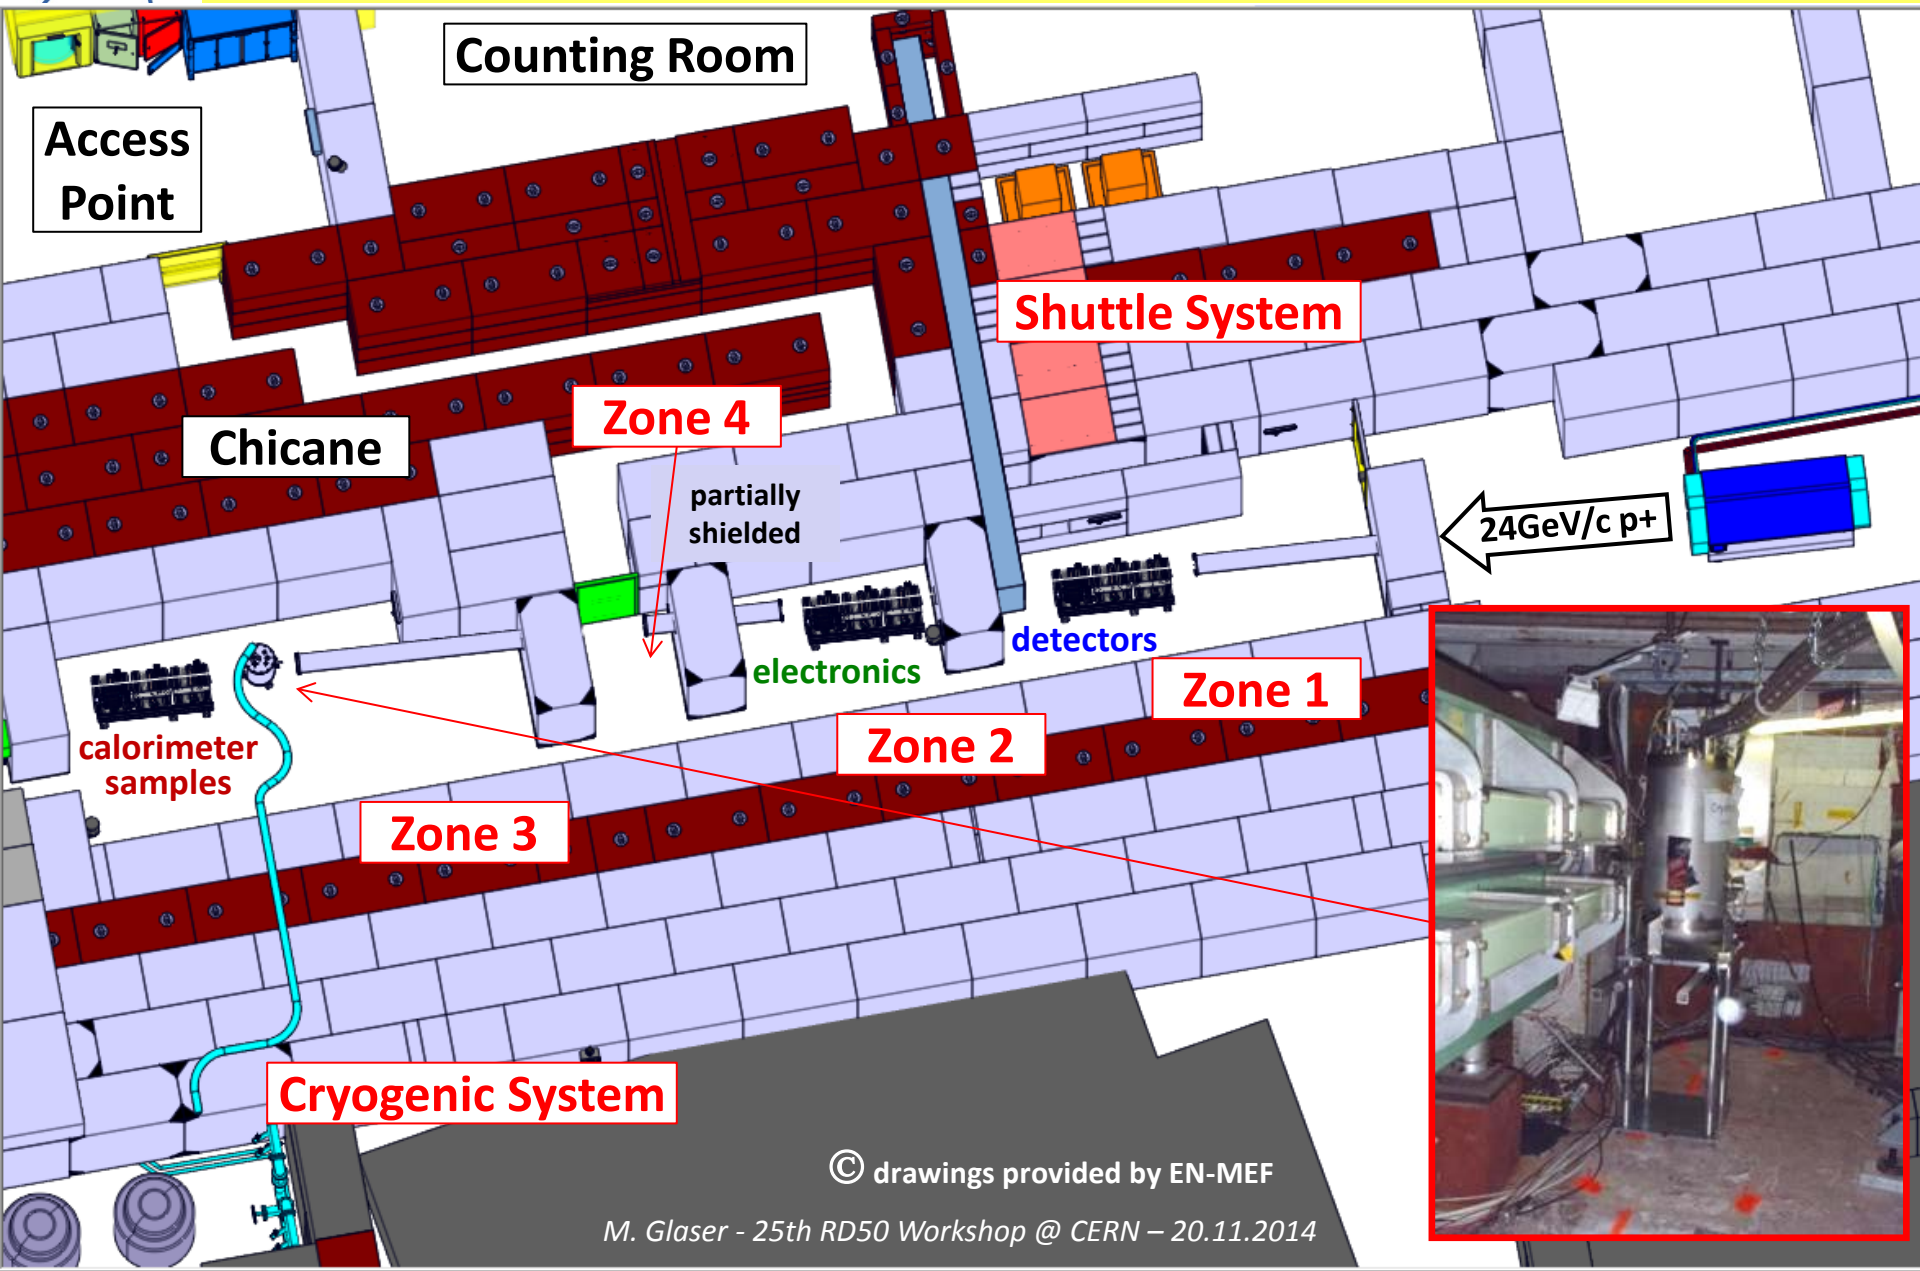 Counting Room
Access
Point
Shuttle System
Zone 4
Chicane
partially
shielded
24GeV/c p+
detectors
electronics
Zone 1
calorimeter
samples
Zone 2
Zone 3
Cryogenic System
© drawings provided by EN-MEF
M. Glaser - 25th RD50 Workshop @ CERN – 20.11.2014